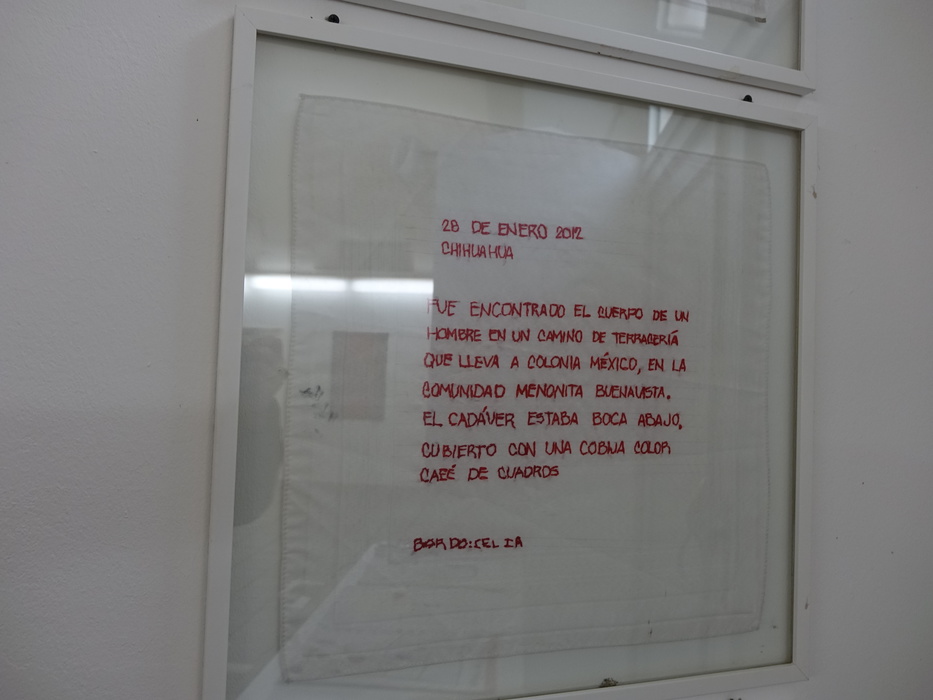 28 DE ENERO 2012
CHIHUAHUA
FUE ENCONTRADO EL CUERPO DE UN
HOMBRE EN UN CAMINO DE TERRACERÍA
QUE LLEVA A COLONIA MÉXICO, EN LA
COMUNIDAD MENONITA BUENAVISTA.
EL CADÁVER ESTABA BOCA ABAJO,
CUBIERTO CON UNA COBIJA COLOR
CAFÉ DE CUADROS
BORDO:CELIA